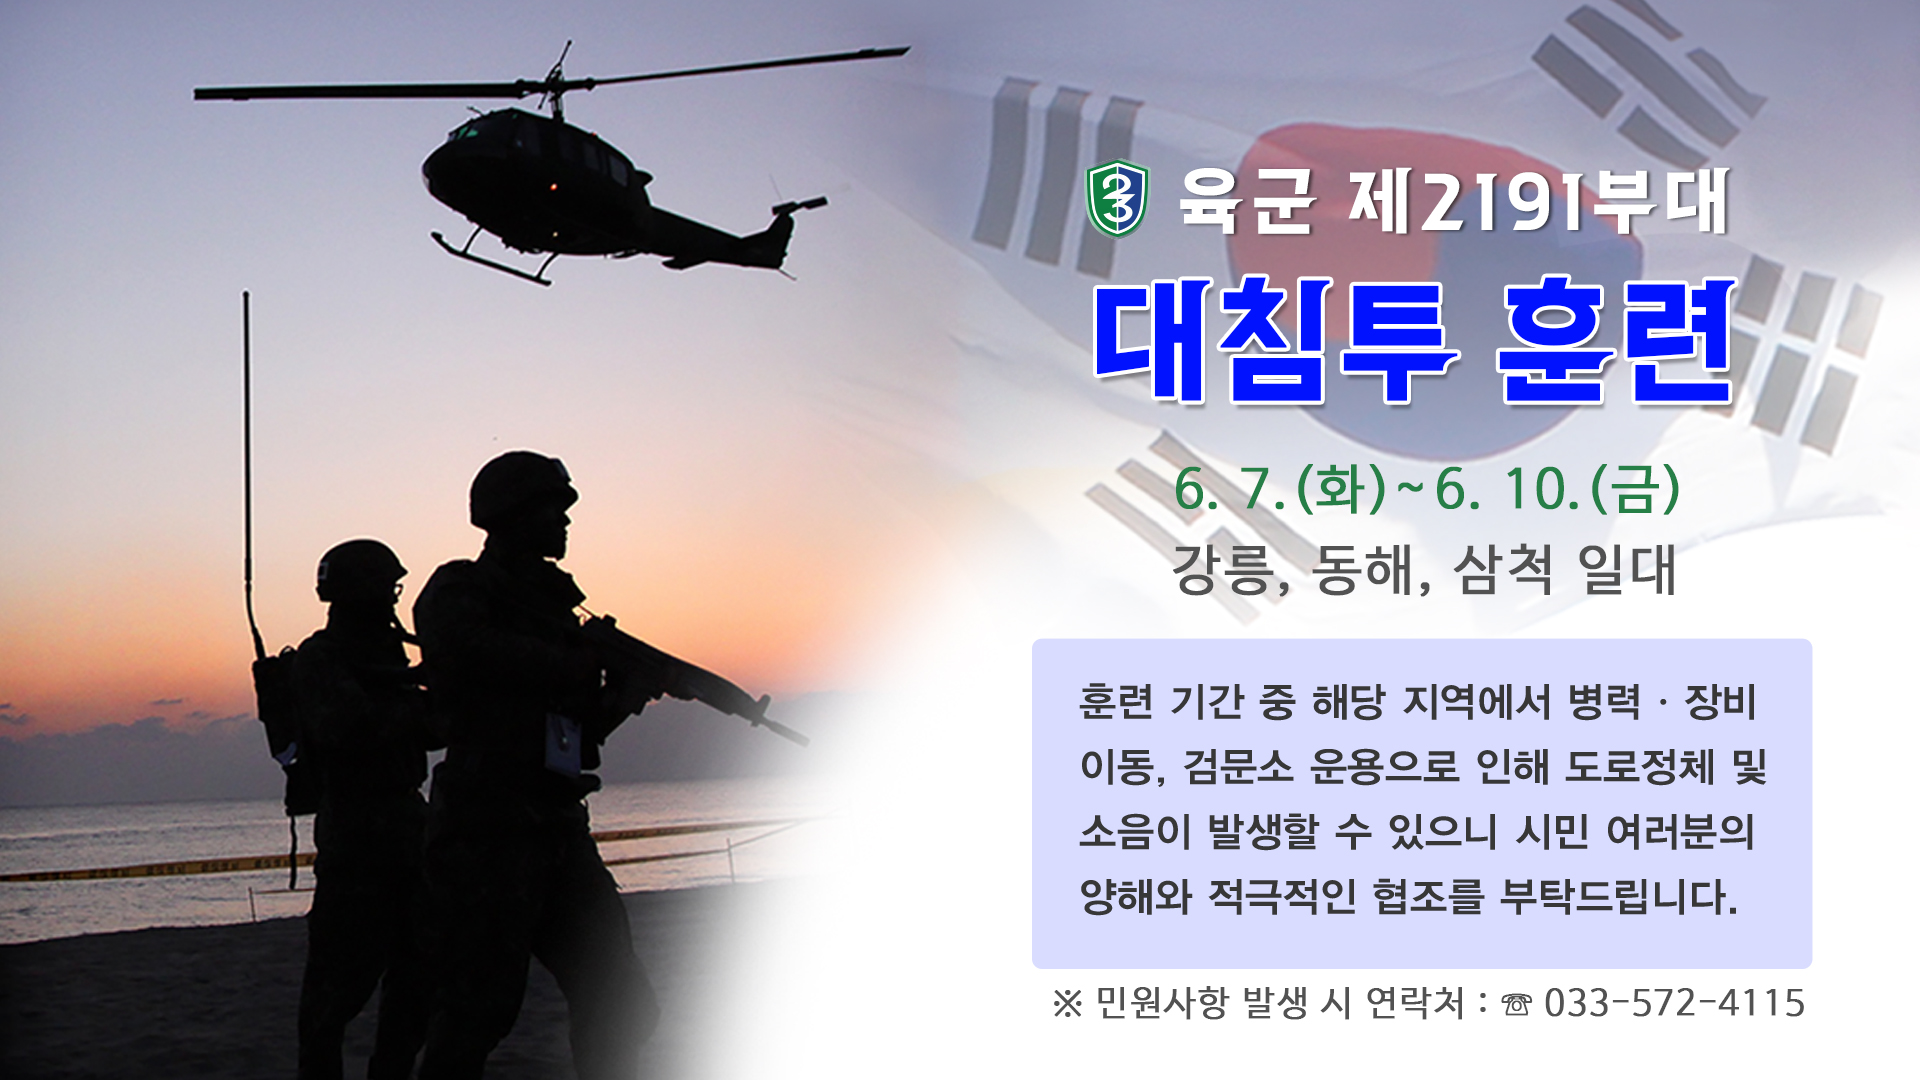 23 육군 제2191부대
대침투 훈련
6. 7.(화)~6. 10.(금)
강릉, 동해, 삼척 일대
훈련 기간 중 해당 지역에서 병력 · 장비
이동, 검문소 운용으로 인해 도로정체 및
소음이 발생할 수 있으니 시민 여러분의
양해와 적극적인 협조를 부탁드립니다.
※ 민원사항 발생 시 연락처 : ☏ 033-572-4115